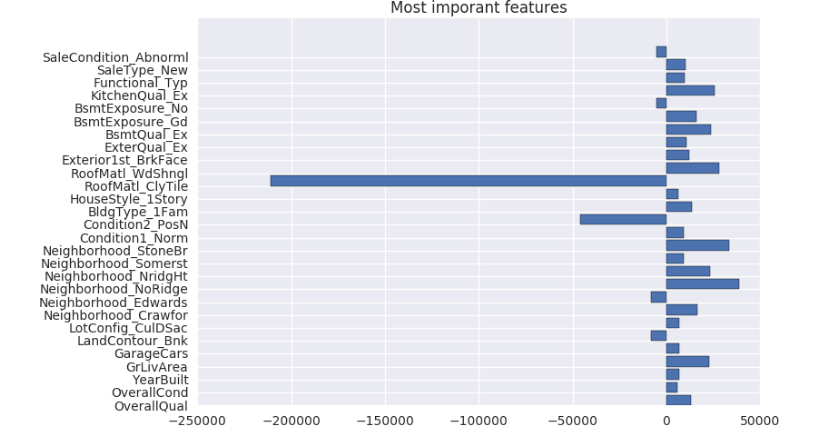 Most imporant features
SaleCondition_Abnorml
SaleType_New
Functional_Typ
KitchenQual_Ex
BsmtExposure_No
BsmtExposure_Gd
BsmtQual_Ex
ExterQual_Ex
Exterior1st_BrkFace
RoofMatl_WdShngl
RoofMatl_ClyTile
HouseStyle_1Story
BldgType_1Fam
Condition2_PosN
Condition1_Norm
Neighborhood_StoneBr
Neighborhood_Somerst
Neighborhood_NridgHt
Neighborhood_NoRidge
Neighborhood_Edwards
Neighborhood_Crawfor
LotConfig_CulDSac
LandContour_Bnk
GarageCars
GrLivArea
YearBuilt
OverallCond
OverallQual
−250000 −200000 −150000 −100000 −50000 0 50000